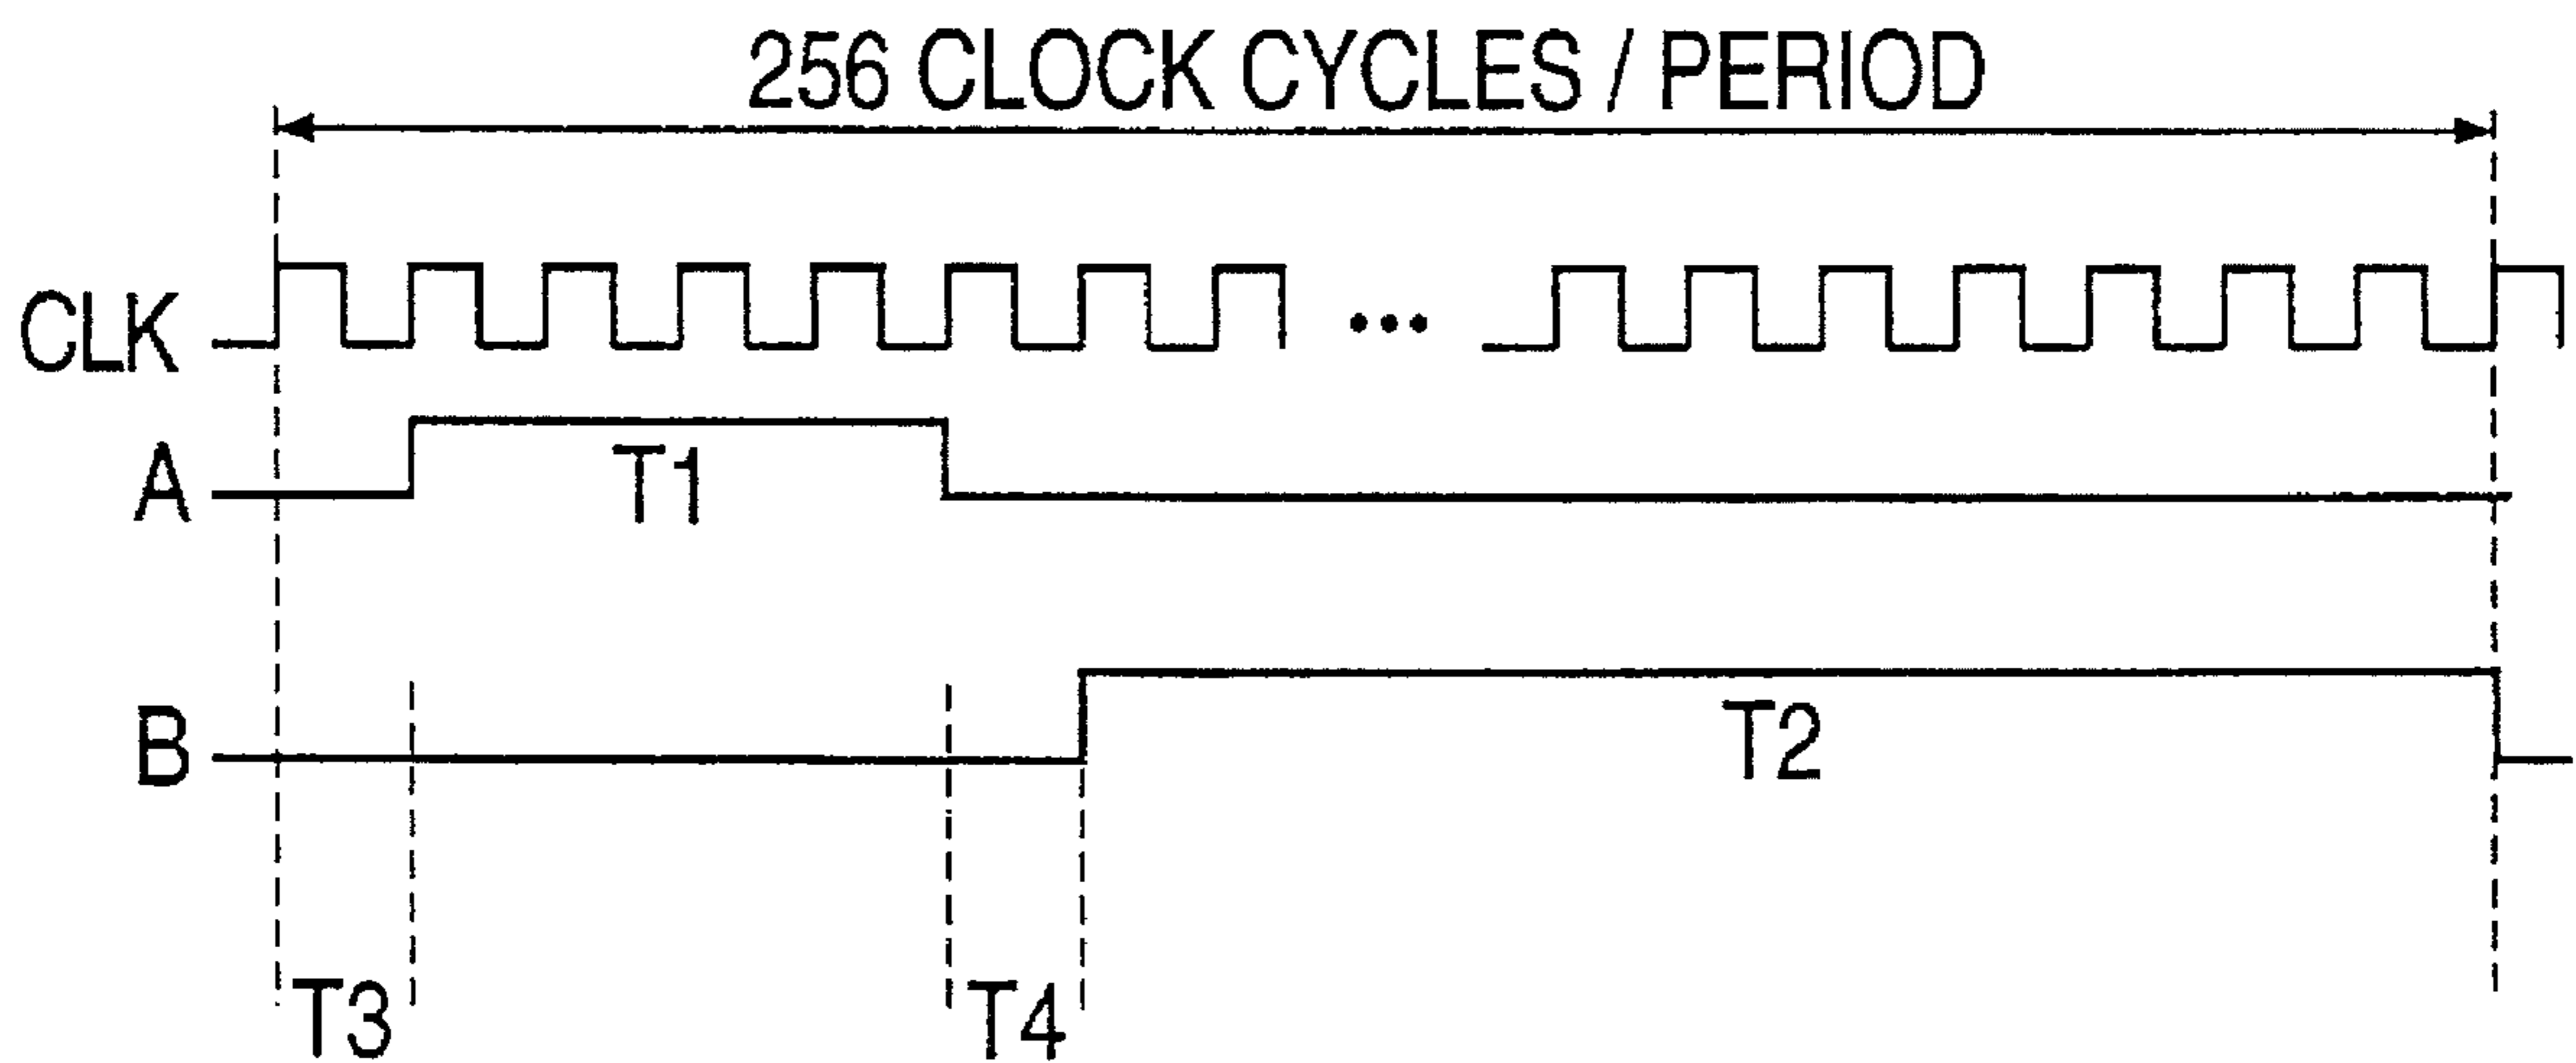 256 CLOCK CYCLES / PERIOD
CLK
•••
A
T1
B
T2
T3
T4